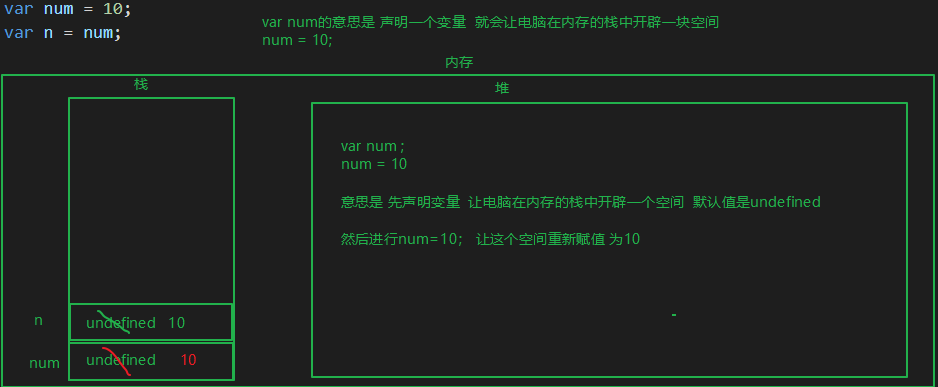 var num = 10;
var n = num;
var num的意思是 声明一个变量 就会让电脑在内存的栈中开辟一块空间
num = 10;
内存
栈
堆
var num ;
num = 10
意思是 先声明变量 让电脑在内存的栈中开辟一个空间 默认值是undefined
然后进行num=10; 让这个空间重新赋值 为10
n
undefined 10
num
undefined 10